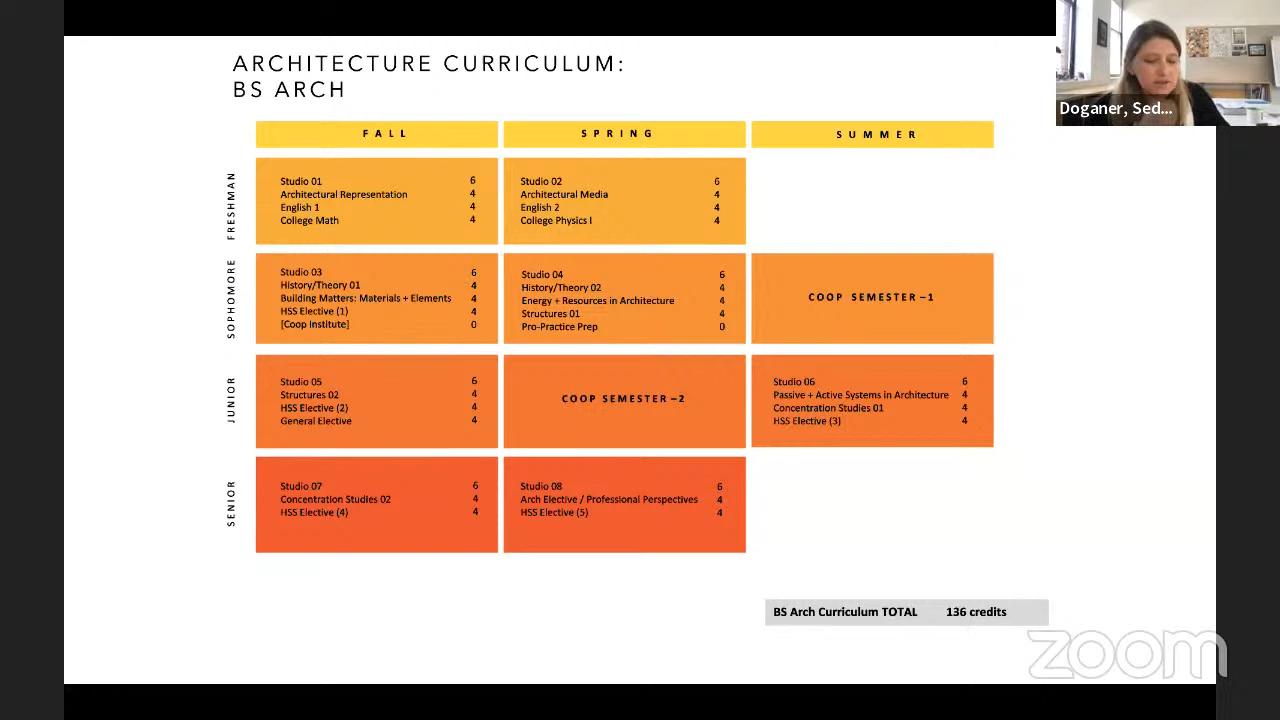 ARCHITECTURE CURRICULUM:
BS ARCH
Doganer, Sed...
FALL
SPRING
SUMMER
FRESHMAN
Studio 01 6
Architectural Representation 4
English 1 4
College Math 4
Studio 02 6
Architectural Media 4
English 2 4
College Physics I 4
SOPHOMORE
Studio 03 6
History/Theory 01 4
Building Matters: Materials + Elements 4
HSS Elective (1) 4
[Coop Institute] 0
Studio 04 6
History/Theory 02 4
Energy + Resources in Architecture 4
Structures 01 4
Pro-Practice Prep 0
COOP SEMESTER –1
JUNIOR
Studio 05 6
Structures 02 4
HSS Elective (2) 4
General Elective 4
COOP SEMESTER –2
Studio 06 6
Passive + Active Systems in Architecture 4
Concentration Studies 01 4
HSS Elective (3) 4
SENIOR
Studio 07 6
Concentration Studies 02 4
HSS Elective (4) 4
Studio 08 6
Arch Elective / Professional Perspectives 4
HSS Elective (5) 4
BS Arch Curriculum TOTAL 136 credits
zoom